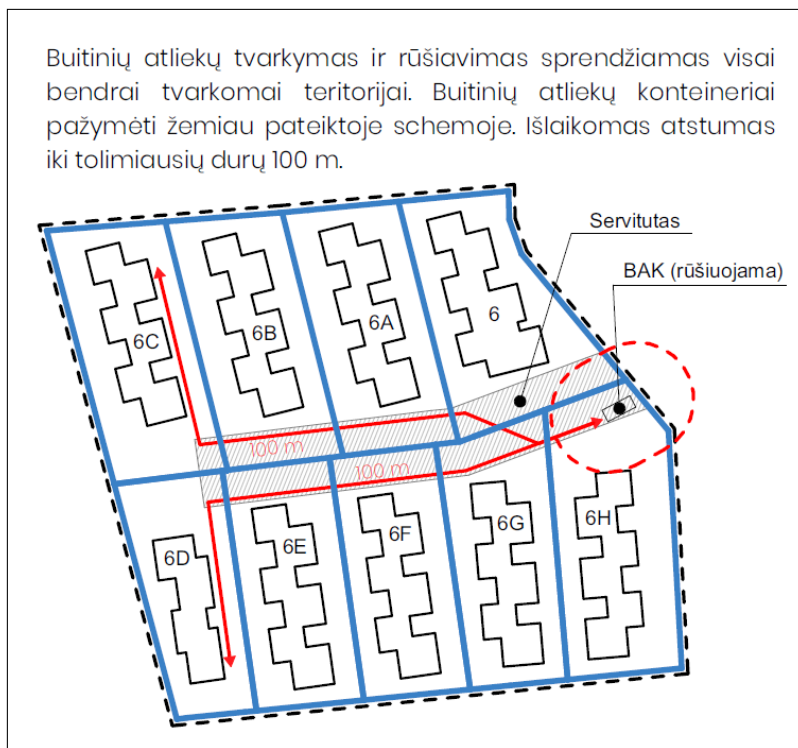 Buitinių atliekų tvarkymas ir rūšiavimas sprendžiamas visai
bendrai tvarkomai teritorijai. Buitinių atliekų konteineriai
pažymėti žemiau pateiktoje schemoje. Išlaikomas atstumas
iki tolimiausių durų 100 m.
Servitutas
BAK (rūšiuojama)
6C
6B
6A
6
100 m
100 m
6D
6E
6F
6G
6H